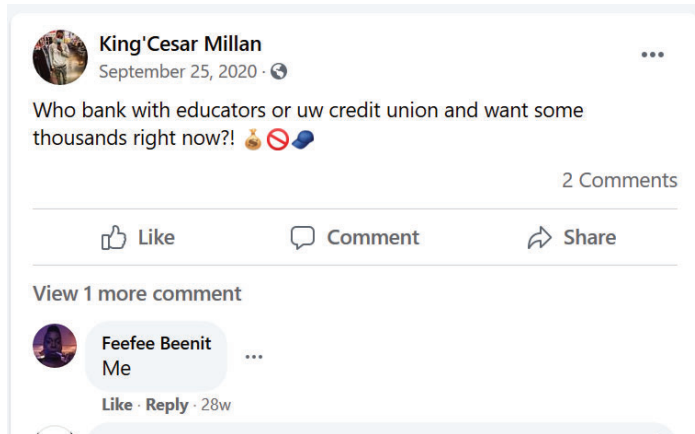 King'Cesar Millan
September 25, 2020 ·
Who bank with educators or uw credit union and want some
thousands right now?! 💰🚫🧢
2 Comments
Like Comment Share
View 1 more comment
Feefee Beenit
Me
Like · Reply · 28w